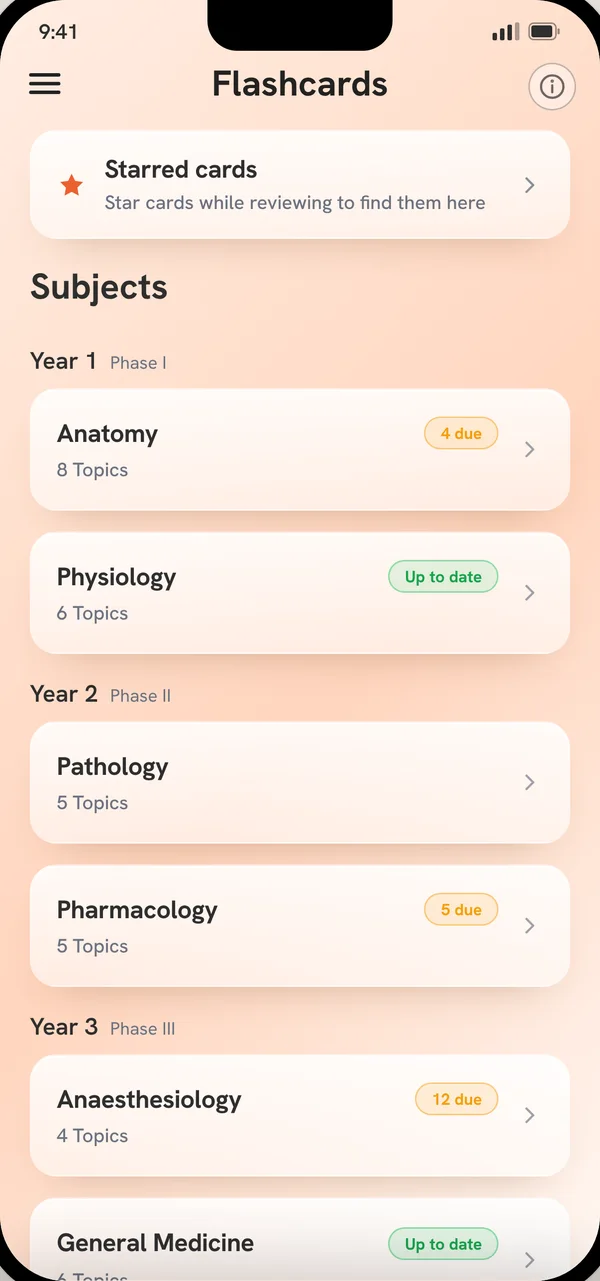 9:41
Flashcards
Starred cards
Star cards while reviewing to find them here
Subjects
Year 1 Phase I
Anatomy
4 due
8 Topics
Physiology
Up to date
6 Topics
Year 2 Phase II
Pathology
5 Topics
Pharmacology
5 due
5 Topics
Year 3 Phase III
Anaesthesiology
12 due
4 Topics
General Medicine
Up to date
6 Topics